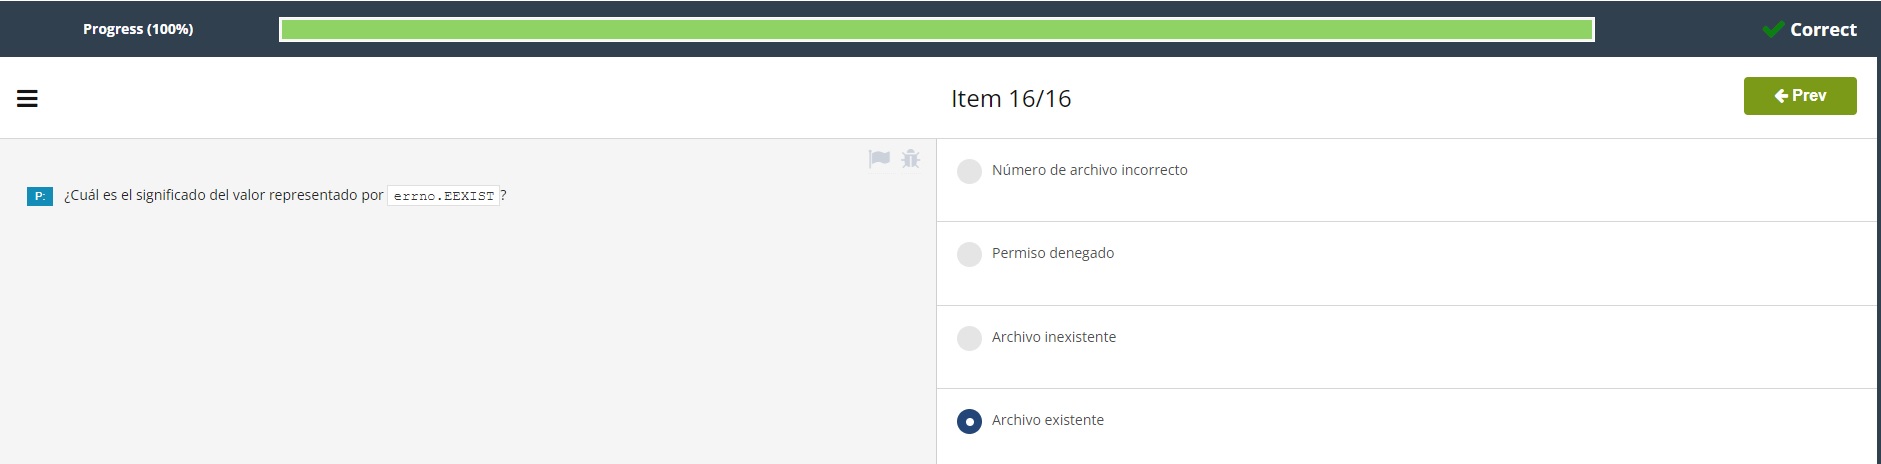 Progress (100%)
Correct
Item 16/16
Prev
P: ¿Cuál es el significado del valor representado por errno.EEXIST ?
Número de archivo incorrecto
Permiso denegado
Archivo inexistente
Archivo existente